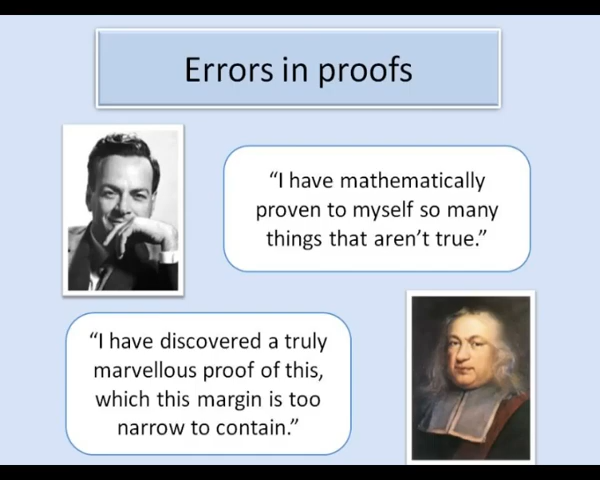 Errors in proofs
“I have mathematically
proven to myself so many
things that aren’t true.”
“I have discovered a truly
marvellous proof of this,
which this margin is too
narrow to contain.”